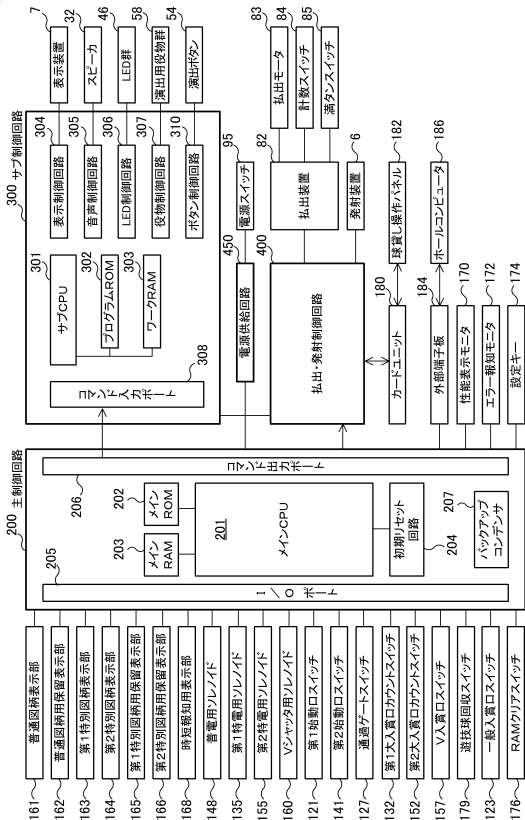 161
普通図柄表示部
162
普通図柄用保留表示部
163
第1特別図柄表示部
164
第2特別図柄表示部
165
第1特別図柄用保留表示部
166
第2特別図柄用保留表示部
168
時短報知用表示部
148
普電用ソレノイド
135
第1特電用ソレノイド
155
第2特電用ソレノイド
160
Vシャッタ用ソレノイド
121
第1始動口スイッチ
141
第2始動口スイッチ
127
通過ゲートスイッチ
132
第1大入賞口カウントスイッチ
152
第2大入賞口カウントスイッチ
157
V入賞口スイッチ
179
遊技球回収スイッチ
123
一般入賞口スイッチ
176
RAMクリアスイッチ
200
主制御回路
205
I/Oポート
203
メイン
RAM
202
メイン
ROM
201
メインCPU
初期リセット
回路
204
207
バックアップ
コンデンサ
206
コマンド出力ポート
300
サブ制御回路
308
コマンド入力ポート
301
サブCPU
302
プログラムROM
303
ワークRAM
304
表示制御回路
305
音声制御回路
306
LED制御回路
307
役物制御回路
310
ボタン制御回路
7
表示装置
32
スピーカ
46
LED群
58
演出用役物群
54
演出ボタン
450
電源供給回路
95
電源スイッチ
400
払出・発射制御回路
82
払出装置
83
払出モータ
84
計数スイッチ
85
満タンスイッチ
6
発射装置
180
カードユニット
182
球貸し操作パネル
184
外部端子板
186
ホールコンピュータ
170
性能表示モニタ
172
エラー報知モニタ
174
設定キー